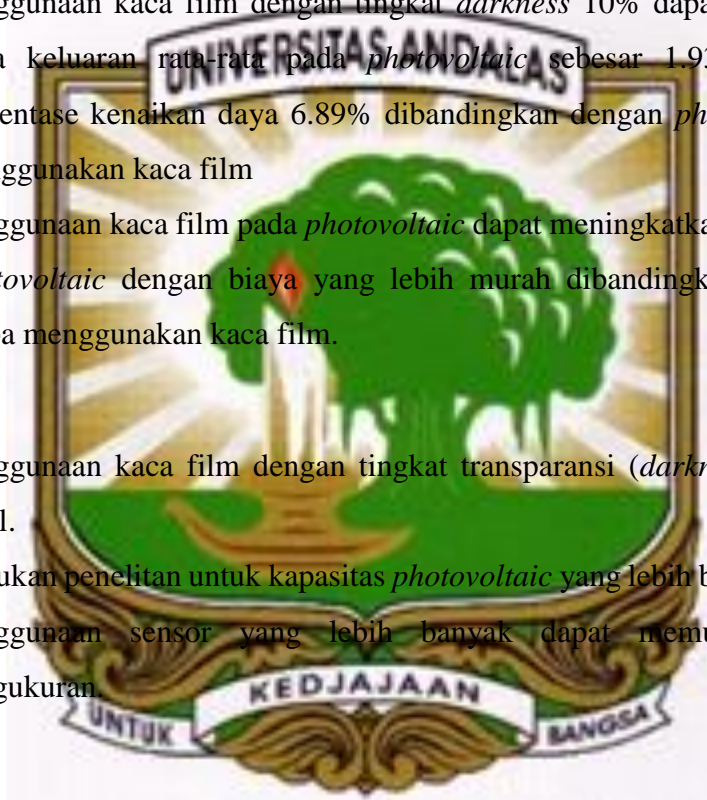 ggunaan kaca film dengan tingkat darkness 10% dapa
UNIVERSITAS ANDALAS
a keluaran rata-rata pada photovoltaic sebesar 1.93
entase kenaikan daya 6.89% dibandingkan dengan ph
ggunakan kaca film
ggunaan kaca film pada photovoltaic dapat meningkatka
tovoltaic dengan biaya yang lebih murah dibandingk
a menggunakan kaca film.
ggunaan kaca film dengan tingkat transparansi (darkn
l.
ukan penelitan untuk kapasitas photovoltaic yang lebih b
ggunaan sensor yang lebih banyak dapat memu
gukuran.
UNTUK KEDJAJAAN BANGSA